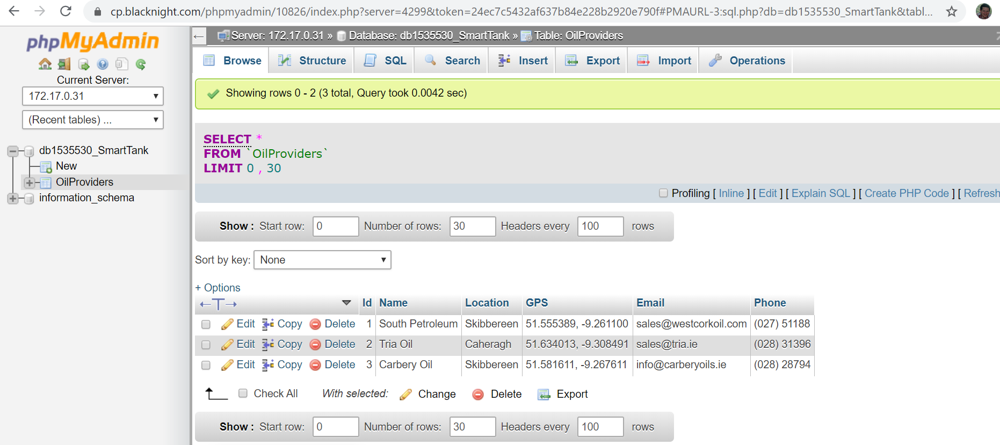 cp.blacknight.com/phpmyadmin/10826/index.php?server=4299&token=24ec7c5432af637b84e228b2920e790f#PMAURL-3:sql.php?db=db1535530_SmartTank&tabl...
phpMyAdmin
Current Server:
172.17.0.31
(Recent tables) ...
db1535530_SmartTank
New
OilProviders
information_schema
Server: 172.17.0.31 » Database: db1535530_SmartTank » Table: OilProviders
Browse Structure SQL Search Insert Export Import Operations
Showing rows 0 - 2 (3 total, Query took 0.0042 sec)
SELECT *
FROM `OilProviders`
LIMIT 0 , 30
Profiling [ Inline ] [ Edit ] [ Explain SQL ] [ Create PHP Code ] [ Refresh
Show : Start row: 0 Number of rows: 30 Headers every 100 rows
Sort by key: None
+ Options
Id Name Location GPS Email Phone
Edit Copy Delete 1 South Petroleum Skibbereen 51.555389, -9.261100 sales@westcorkoil.com (027) 51188
Edit Copy Delete 2 Tria Oil Caheragh 51.634013, -9.308491 sales@tria.ie (028) 31396
Edit Copy Delete 3 Carbery Oil Skibbereen 51.581611, -9.267611 info@carberyoils.ie (028) 28794
Check All With selected: Change Delete Export
Show : Start row: 0 Number of rows: 30 Headers every 100 rows